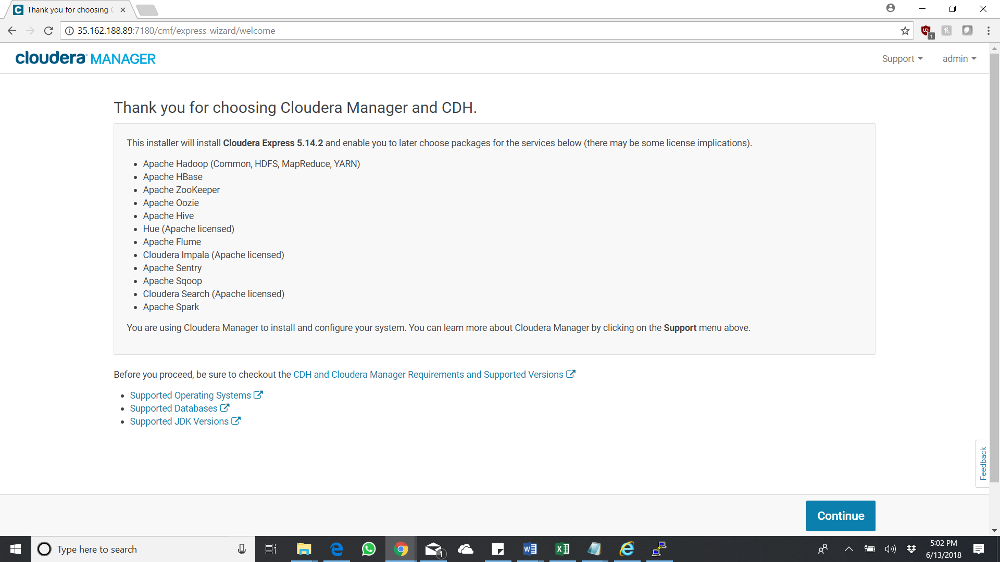 Thank you for choosing C
35.162.188.89:7180/cmf/express-wizard/welcome
1
cloudera MANAGER
Support
admin
Thank you for choosing Cloudera Manager and CDH.
This installer will install Cloudera Express 5.14.2 and enable you to later choose packages for the services below (there may be some license implications).
Apache Hadoop (Common, HDFS, MapReduce, YARN)
Apache HBase
Apache ZooKeeper
Apache Oozie
Apache Hive
Hue (Apache licensed)
Apache Flume
Cloudera Impala (Apache licensed)
Apache Sentry
Apache Sqoop
Cloudera Search (Apache licensed)
Apache Spark
You are using Cloudera Manager to install and configure your system. You can learn more about Cloudera Manager by clicking on the Support menu above.
Before you proceed, be sure to checkout the CDH and Cloudera Manager Requirements and Supported Versions
Supported Operating Systems
Supported Databases
Supported JDK Versions
Feedback
Continue
Type here to search
1
5:02 PM
6/13/2018